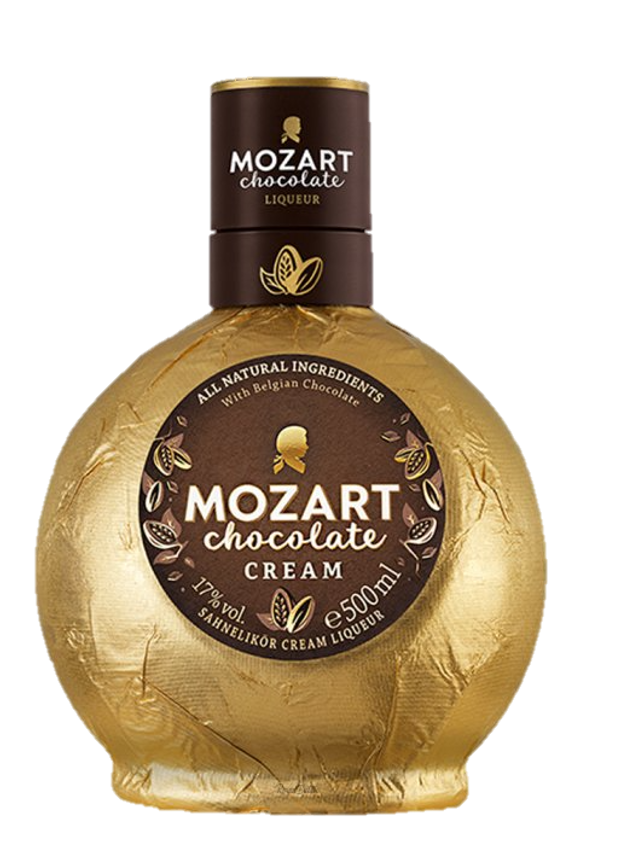 MOZART
chocolate
LIQUEUR
ALL NATURAL INGREDIENTS
With Belgian Chocolate
MOZART
chocolate
CREAM
17% vol.
℮500ml
SAHNELIKÖR CREAM LIQUEUR